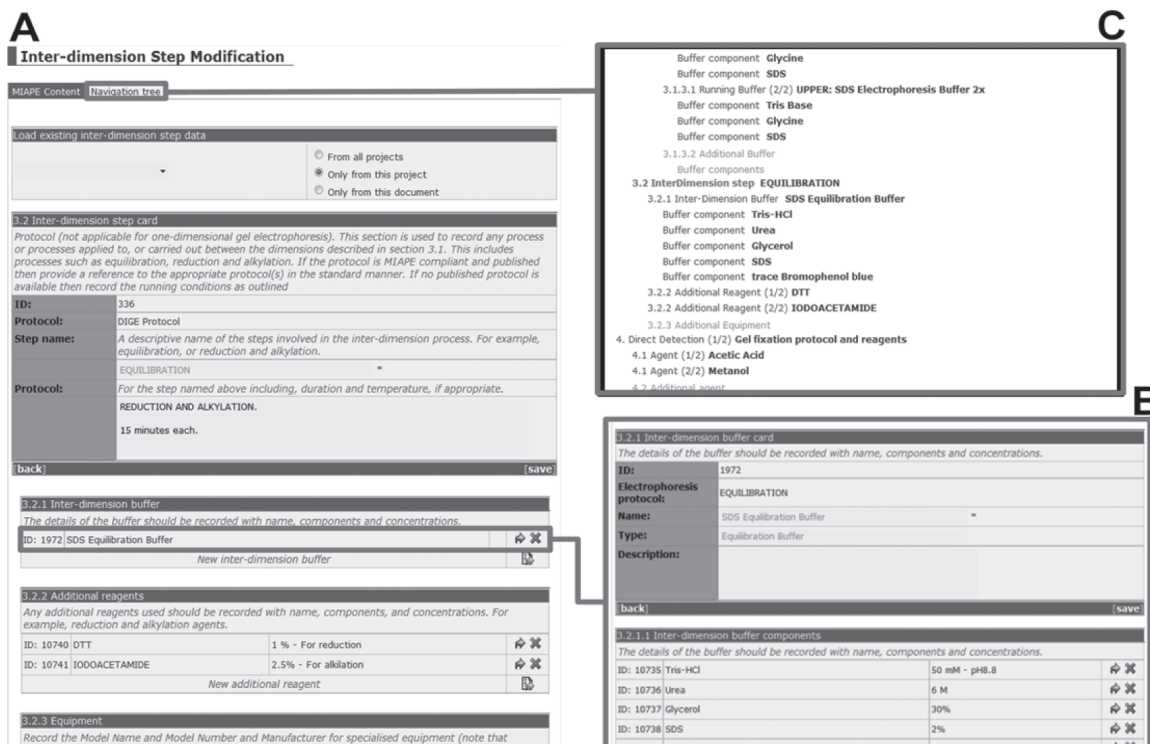 A
Inter-dimension Step Modification
MIAPE Content Navigation tree
Load existing inter-dimension step data
From all projects
Only from this project
Only from this document
3.2 Inter-dimension step card
Protocol (not applicable for one-dimensional gel electrophoresis). This section is used to record any process
or processes applied to, or carried out between the dimensions described in section 3.1. This includes
processes such as equilibration, reduction and alkylation. If the protocol is MIAPE compliant and published
then provide a reference to the appropriate protocol(s) in the standard manner. If no published protocol is
available then record the running conditions as outlined
ID: 336
Protocol: DIGE Protocol
Step name: A descriptive name of the steps involved in the inter-dimension process. For example,
equilibration, or reduction and alkylation.
EQUILIBRATION *
Protocol: For the step named above including, duration and temperature, if appropriate.
REDUCTION AND ALKYLATION.
15 minutes each.
[back] [save]
3.2.1 Inter-dimension buffer
The details of the buffer should be recorded with name, components and concentrations.
ID: 1972 SDS Equilibration Buffer
New inter-dimension buffer
3.2.2 Additional reagents
Any additional reagents used should be recorded with name, components, and concentrations. For
example, reduction and alkylation agents.
ID: 10740 DTT 1 % - For reduction
ID: 10741 IODOACETAMIDE 2.5% - For alkilation
New additional reagent
3.2.3 Equipment
Record the Model Name and Model Number and Manufacturer for specialised equipment (note that
C
Buffer component Glycine
Buffer component SDS
3.1.3.1 Running Buffer (2/2) UPPER: SDS Electrophoresis Buffer 2x
Buffer component Tris Base
Buffer component Glycine
Buffer component SDS
3.1.3.2 Additional Buffer
Buffer components
3.2 InterDimension step EQUILIBRATION
3.2.1 Inter-Dimension Buffer SDS Equilibration Buffer
Buffer component Tris-HCl
Buffer component Urea
Buffer component Glycerol
Buffer component SDS
Buffer component trace Bromophenol blue
3.2.2 Additional Reagent (1/2) DTT
3.2.2 Additional Reagent (2/2) IODOACETAMIDE
3.2.3 Additional Equipment
4. Direct Detection (1/2) Gel fixation protocol and reagents
4.1 Agent (1/2) Acetic Acid
4.1 Agent (2/2) Metanol
4.2 Additional agent
3.2.1 Inter-dimension buffer card
The details of the buffer should be recorded with name, components and concentrations.
ID: 1972
Electrophoresis
protocol: EQUILIBRATION
Name: SDS Equilibration Buffer *
Type: Equilibration Buffer
Description:
[back] [save]
3.2.1.1 Inter-dimension buffer components
The details of the buffer should be recorded with name, components and concentrations.
ID: 10735 Tris-HCl 50 mM - pH8.8
ID: 10736 Urea 6 M
ID: 10737 Glycerol 30%
ID: 10738 SDS 2%